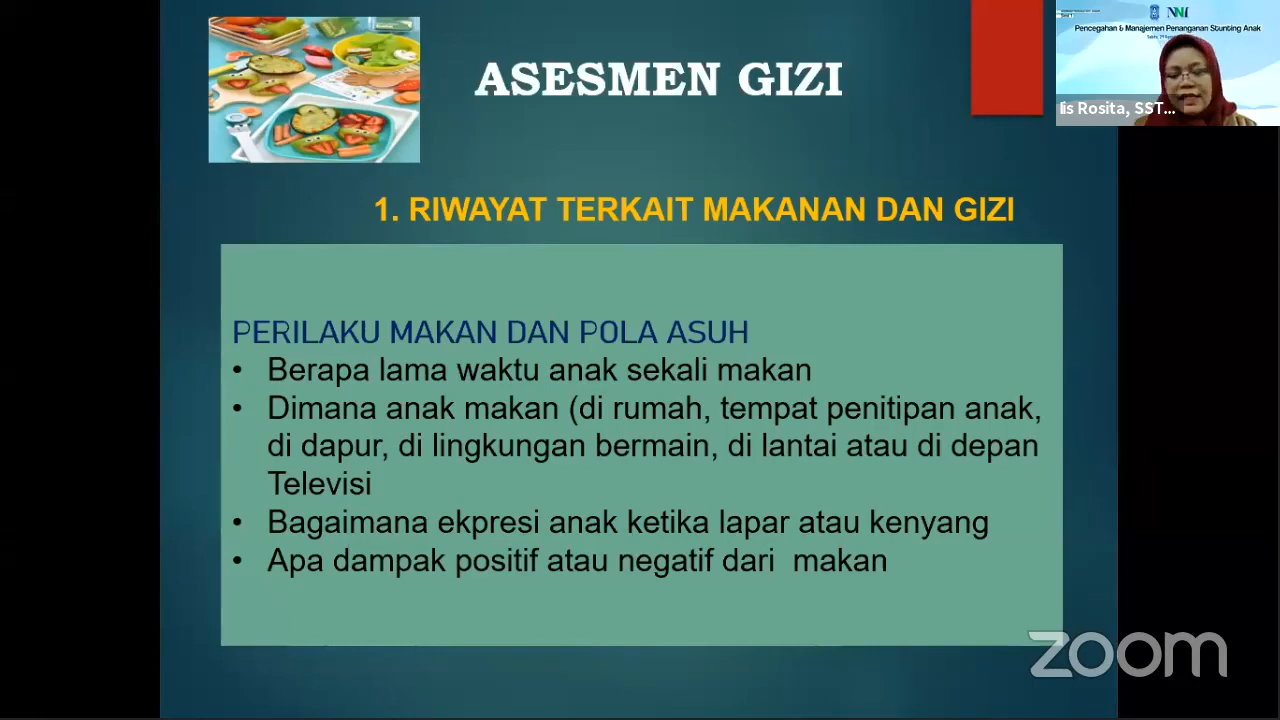 ASESMEN GIZI
1. RIWAYAT TERKAIT MAKANAN DAN GIZI
PERILAKU MAKAN DAN POLA ASUH
• Berapa lama waktu anak sekali makan
• Dimana anak makan (di rumah, tempat penitipan anak,
di dapur, di lingkungan bermain, di lantai atau di depan
Televisi
• Bagaimana ekpresi anak ketika lapar atau kenyang
• Apa dampak positif atau negatif dari  makan
Pencegahan & Manajemen Penanganan Stunting Anak
lis Rosita, SST...
zoom